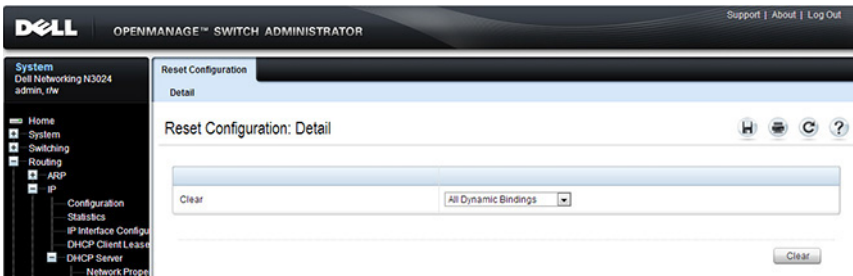 Support | About | Log Out
DELL OPENMANAGE™ SWITCH ADMINISTRATOR
System
Dell Networking N3024
admin, r/w
Home
System
Switching
Routing
ARP
IP
Configuration
Statistics
IP Interface Configu
DHCP Client Lease
DHCP Server
Network Prope
Reset Configuration
Detail
Reset Configuration: Detail
Clear All Dynamic Bindings
Clear